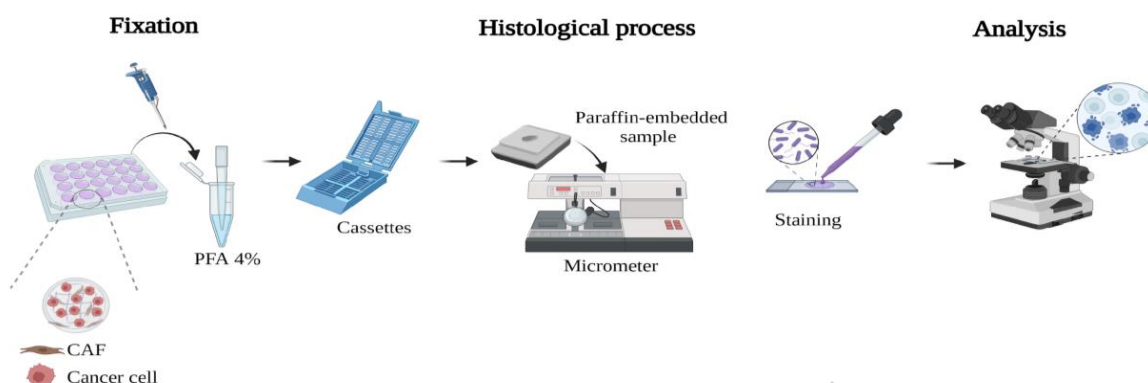 Fixation
Histological process
Analysis
Paraffin-embedded
sample
Cassettes
Staining
PFA 4%
Micrometer
CAF
Cancer cell